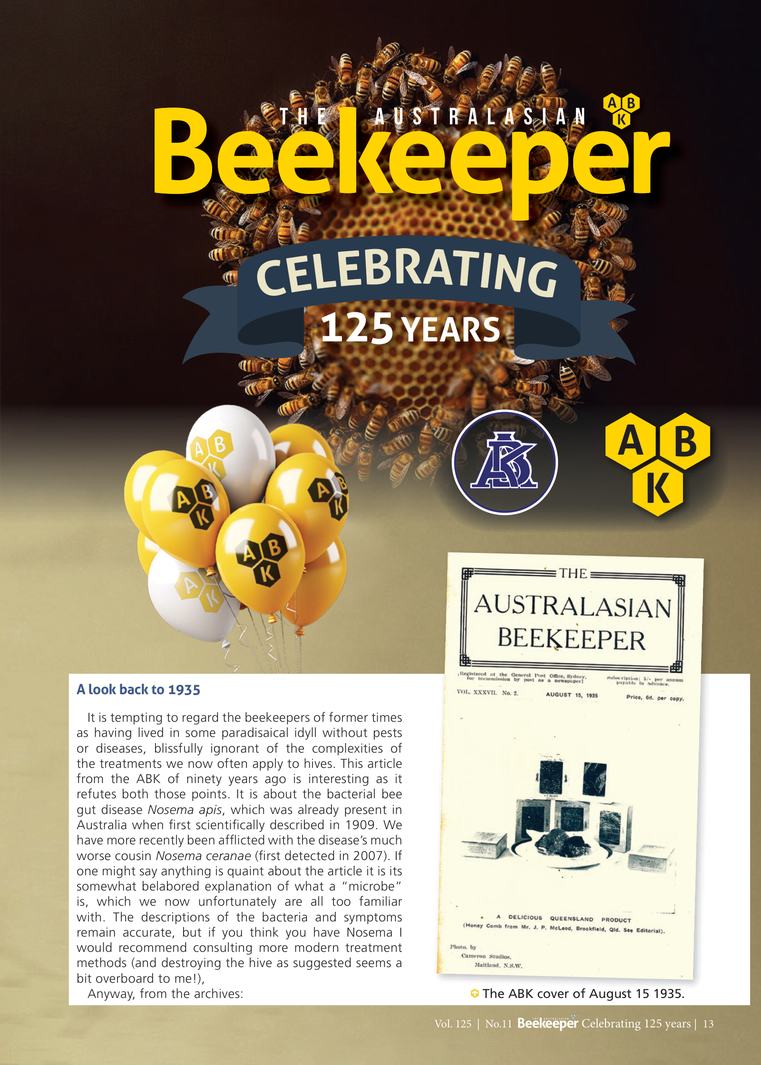 THE AUSTRALASIAN
Beekeeper
A B
K
CELEBRATING
125 YEARS
A B
K
A B
K
A B
K
A B
K
A B
K
ABK
A B
K
THE
AUSTRALASIAN
BEEKEEPER
Registered at the General Post Office, Sydney,
for transmission by post as a newspaper
subscription: 5/- per annum
payable in advance.
VOL. XXXVII. No. 2.
AUGUST 15, 1935
Price, 6d. per copy.
A DELICIOUS QUEENSLAND PRODUCT
(Honey Comb from Mr. J. P. McLeod, Brookfield, Qld. See Editorial).
Photo. by
Cameron Studios,
Maitland, N.S.W.
The ABK cover of August 15 1935.
A look back to 1935
It is tempting to regard the beekeepers of former times
as having lived in some paradisaical idyll without pests
or diseases, blissfully ignorant of the complexities of
the treatments we now often apply to hives. This article
from the ABK of ninety years ago is interesting as it
refutes both those points. It is about the bacterial bee
gut disease Nosema apis, which was already present in
Australia when first scientifically described in 1909. We
have more recently been afflicted with the disease's much
worse cousin Nosema ceranae (first detected in 2007). If
one might say anything is quaint about the article it is its
somewhat belabored explanation of what a “microbe”
is, which we now unfortunately are all too familiar
with. The descriptions of the bacteria and symptoms
remain accurate, but if you think you have Nosema I
would recommend consulting more modern treatment
methods (and destroying the hive as suggested seems a
bit overboard to me!),
Anyway, from the archives:
Vol. 125 | No.11 Beekeeper Celebrating 125 years | 13